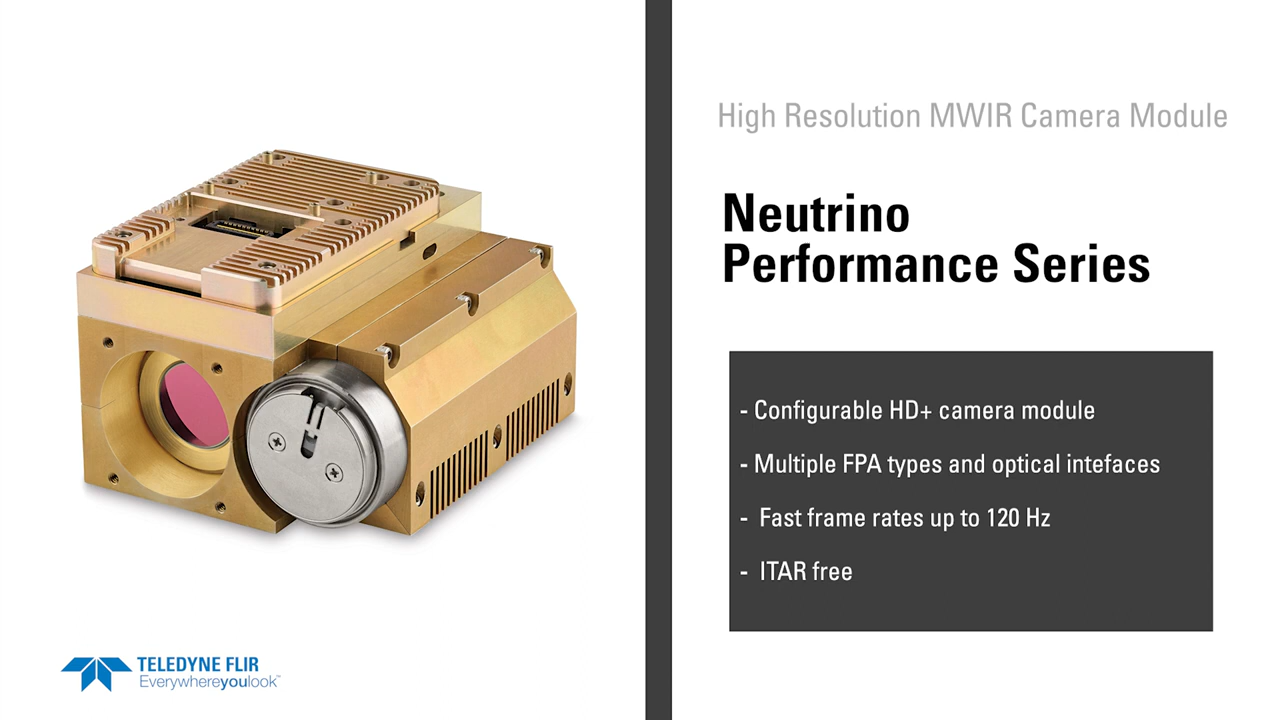 High Resolution MWIR Camera Module
Neutrino
Performance Series
- Configurable HD+ camera module
- Multiple FPA types and optical intefaces
- Fast frame rates up to 120 Hz
- ITAR free
TELEDYNE FLIR
Everywhereyoulook™